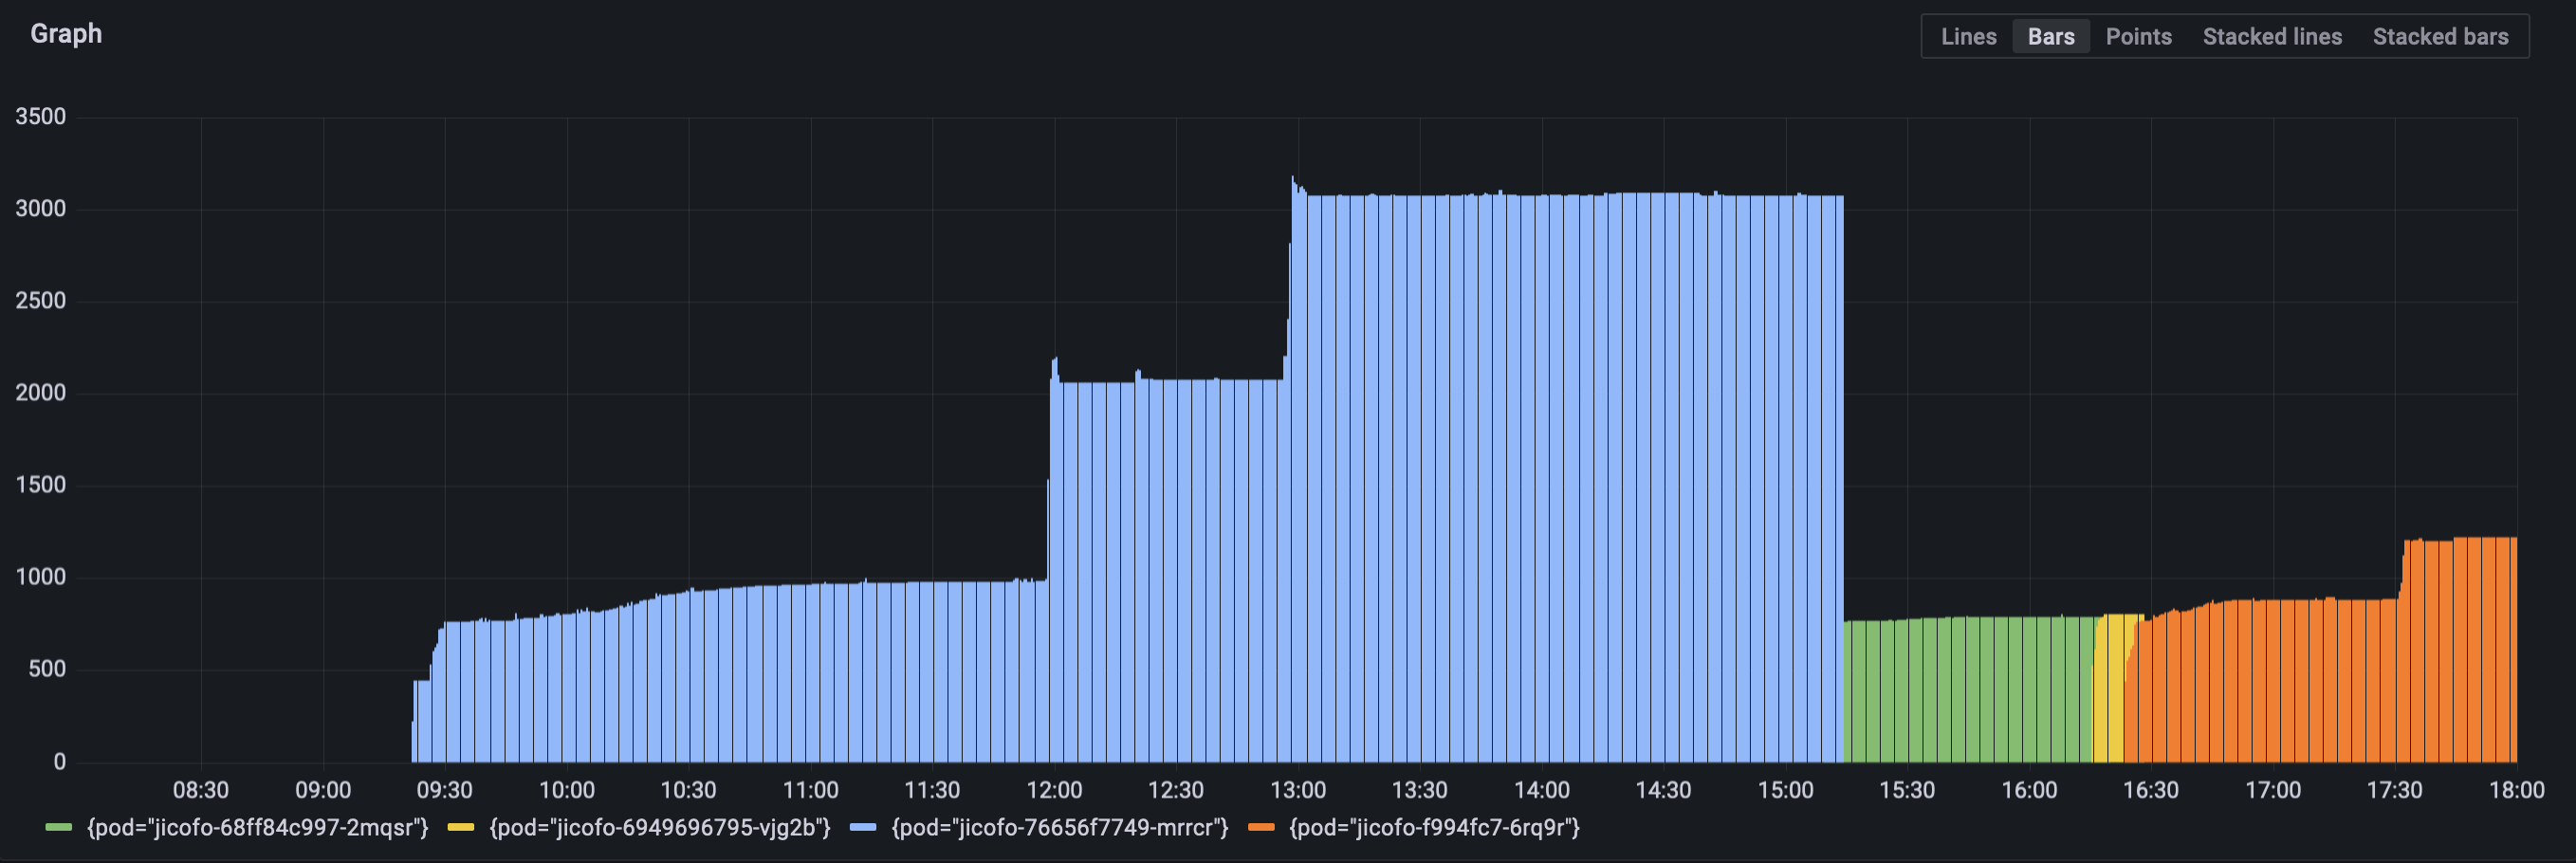 Graph
Lines Bars Points Stacked lines Stacked bars
3500
3000
2500
2000
1500
1000
500
0
08:30 09:00 09:30 10:00 10:30 11:00 11:30 12:00 12:30 13:00 13:30 14:00 14:30 15:00 15:30 16:00 16:30 17:00 17:30 18:00
{pod="jicofo-68ff84c997-2mqsr"} {pod="jicofo-6949696795-vjg2b"} {pod="jicofo-76656f7749-mrrcr"} {pod="jicofo-f994fc7-6rq9r"}